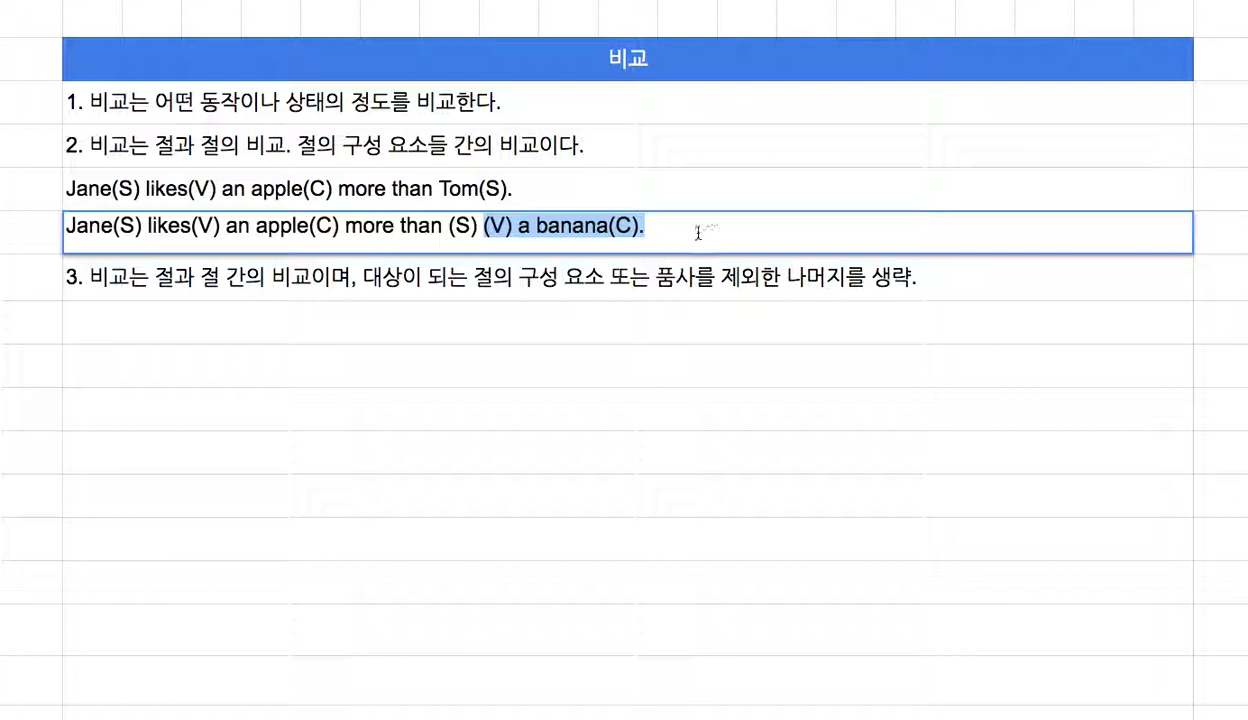 비교
1. 비교는 어떤 동작이나 상태의 정도를 비교한다.
2. 비교는 절과 절의 비교. 절의 구성 요소들 간의 비교이다.
Jane(S) likes(V) an apple(C) more than Tom(S).
Jane(S) likes(V) an apple(C) more than (S) (V) a banana(C).
3. 비교는 절과 절 간의 비교이며, 대상이 되는 절의 구성 요소 또는 품사를 제외한 나머지를 생략.